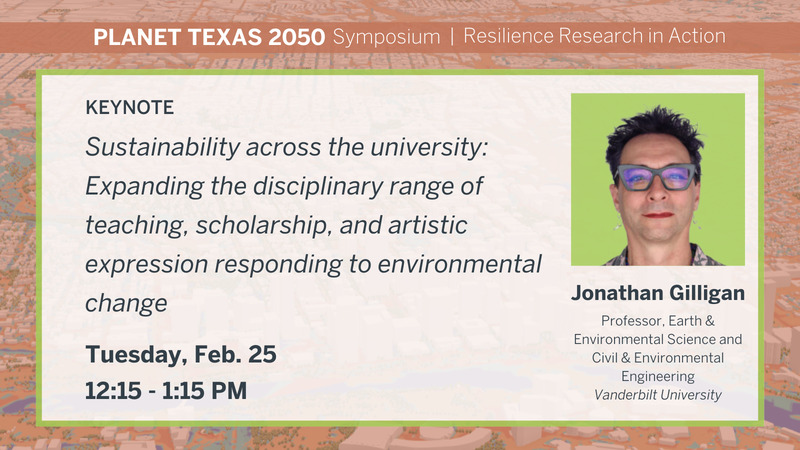 PLANET TEXAS 2050 Symposium | Resilience Research in Action
KEYNOTE
Sustainability across the university:
Expanding the disciplinary range of
teaching, scholarship, and artistic
expression responding to environmental
change
Tuesday, Feb. 25
12:15 - 1:15 PM
Jonathan Gilligan
Professor, Earth &
Environmental Science and
Civil & Environmental
Engineering
Vanderbilt University